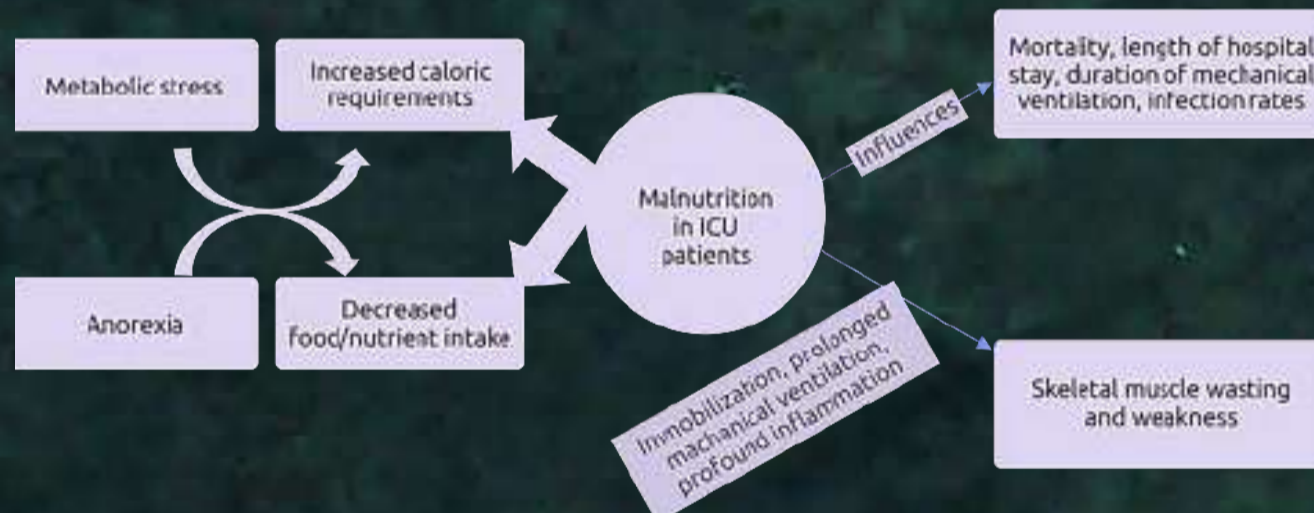 Metabolic stress
Increased caloric
requirements
Anorexia
Decreased
food/nutrient intake
Malnutrition
in ICU
patients
Influences
Mortality, length of hospital
stay, duration of mechanical
ventilation, infection rates
Immobilization, prolonged
machanical ventilation,
profound inflammation
Skeletal muscle wasting
and weakness